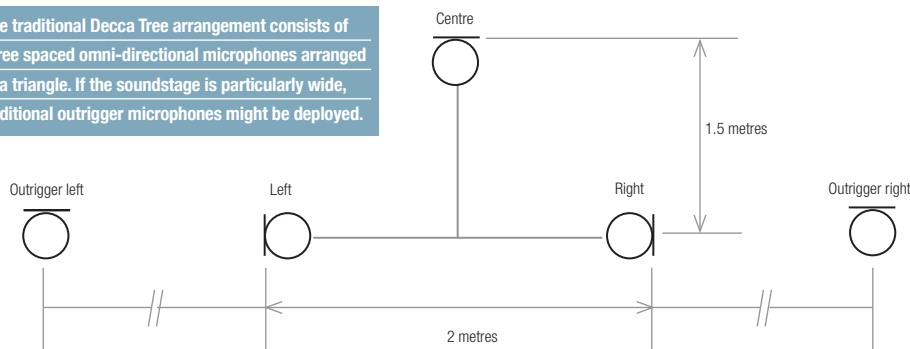 e traditional Decca Tree arrangement consists of
ree spaced omni-directional microphones arranged
a triangle. If the soundstage is particularly wide,
ditional outrigger microphones might be deployed.
Centre
1.5 metres
Outrigger left
Left
Right
Outrigger right
2 metres